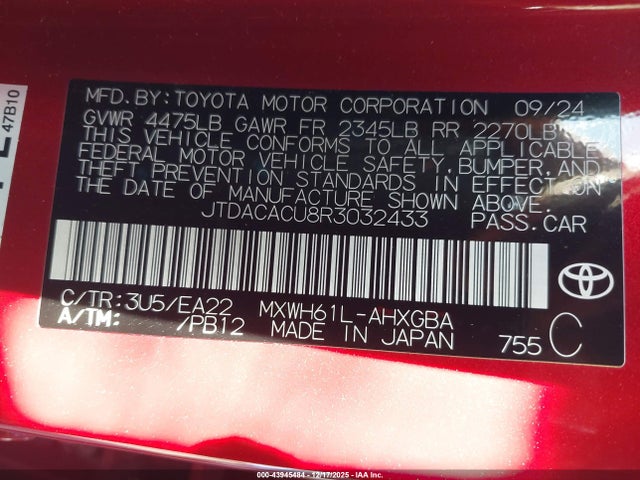 47B10
MFD.BY:TOYOTA MOTOR CORPORATION 09/24
GVWR 4475LB GAWR FR 2345LB RR 2270LB
THIS VEHICLE CONFORMS TO ALL APPLICABLE
FEDERAL MOTOR VEHICLE SAFETY,BUMPER,AND
THEFT PREVENTION STANDARDS IN EFFECT ON
THE DATE OF MANUFACTURE SHOWN ABOVE.
JTDACACU8R3032433 PASS.CAR
C/TR:3U5/EA22 MXWH61L-AHXGBA
A/TM: /PB12 MADE IN JAPAN 755 C
TOYOTA
000-43945484 - 12/17/2025 - IAA Inc.